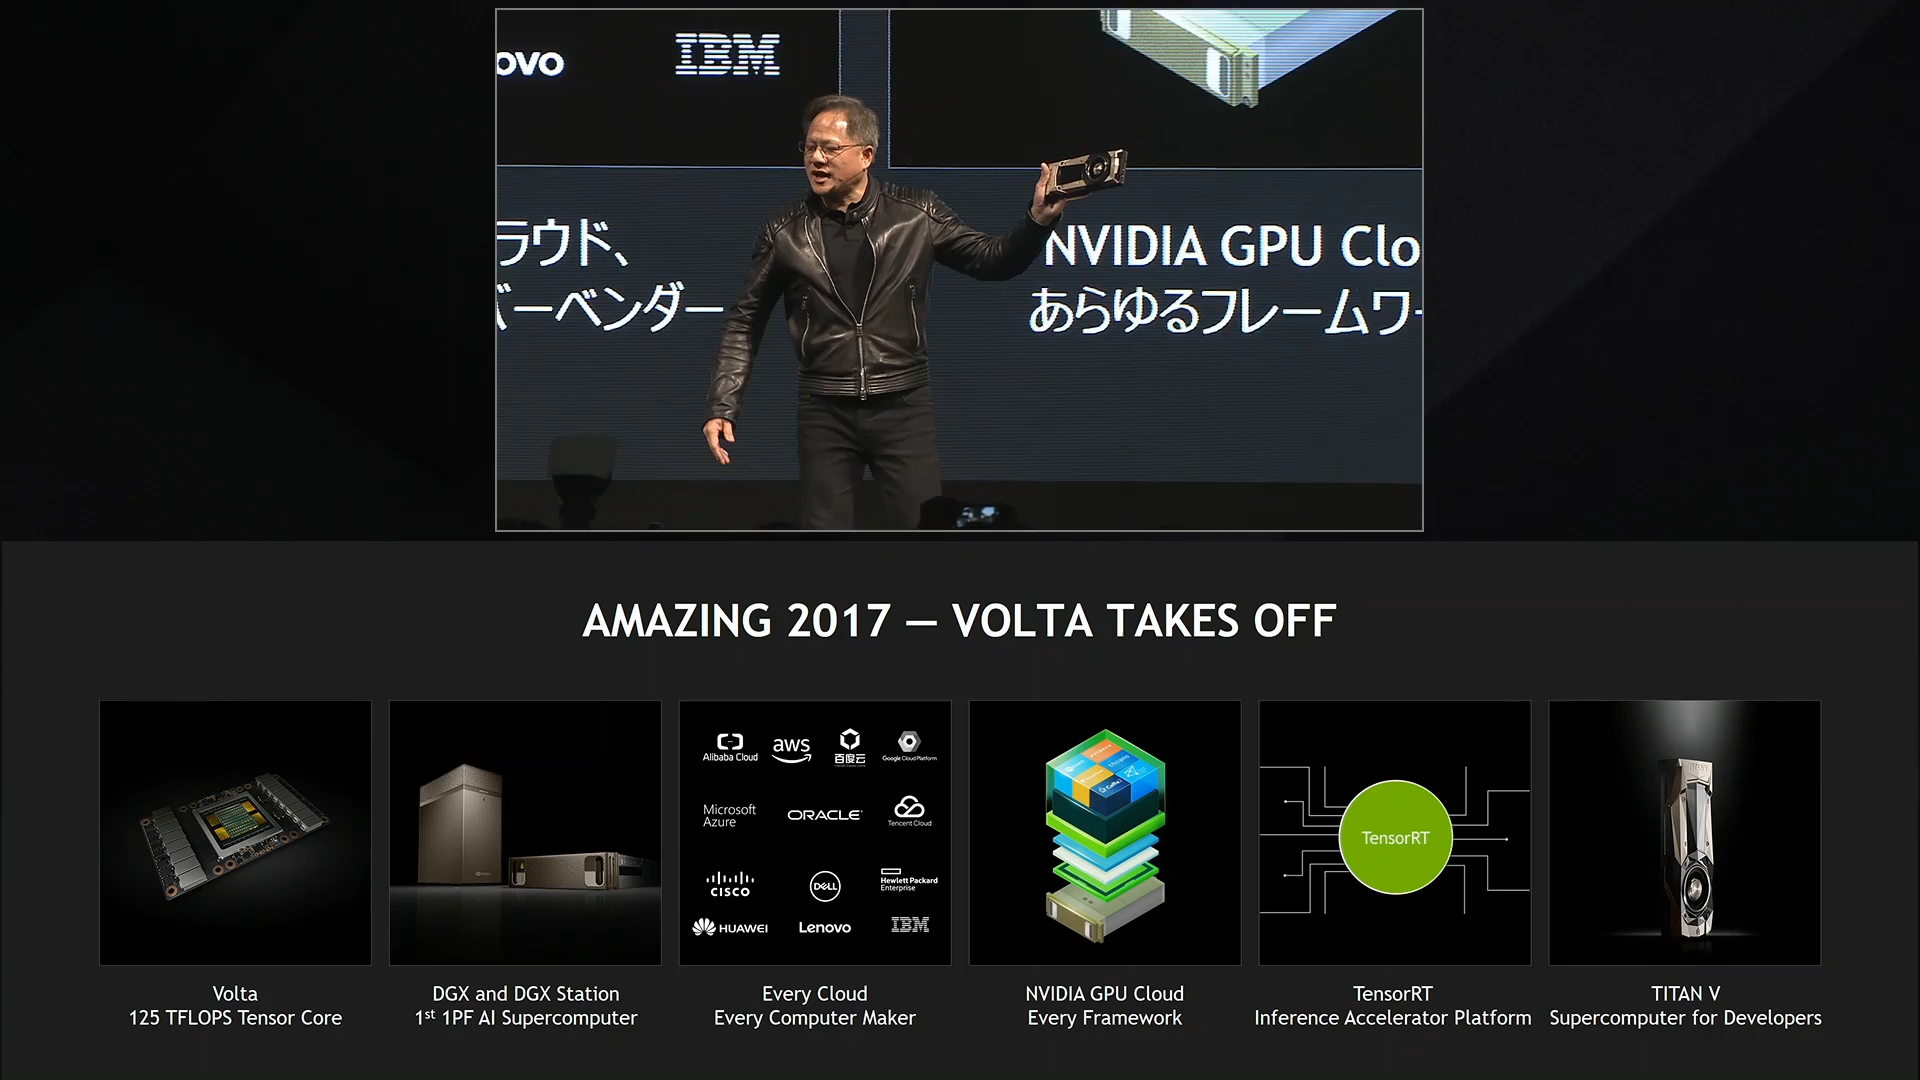 ovo
IBM
ラウド、
バーベンダー
NVIDIA GPU Clo
あらゆるフレームワー
AMAZING 2017 — VOLTA TAKES OFF
Alibaba Cloud
aws
百度云
Google Cloud Platform
Microsoft
Azure
ORACLE
Tencent Cloud
CISCO
DELL
Hewlett Packard
Enterprise
HUAWEI
Lenovo
IBM
theano
Caffe2
TensorRT
Volta
125 TFLOPS Tensor Core
DGX and DGX Station
1st 1PF AI Supercomputer
Every Cloud
Every Computer Maker
NVIDIA GPU Cloud
Every Framework
TensorRT
Inference Accelerator Platform
TITAN V
Supercomputer for Developers